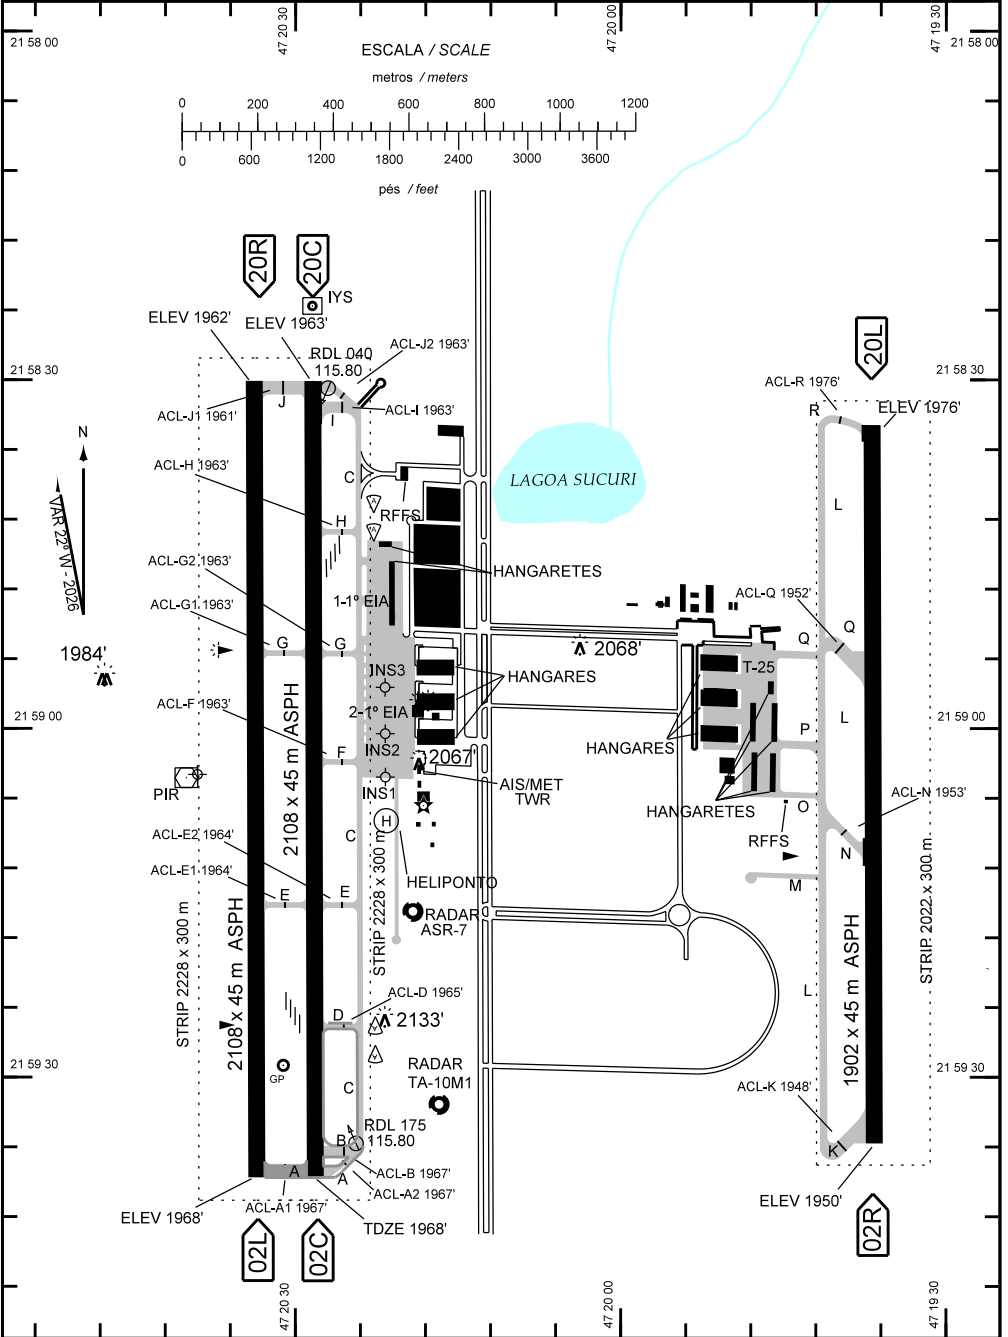 47 20 30
47 20 00
47 19 30
21 58 00
21 58 00
ESCALA / SCALE
metros / meters
0 200 400 600 800 1000 1200
0 600 1200 1800 2400 3000 3600
pés / feet
20R
20C
IYS
ELEV 1962'
ELEV 1963'
ACL-J2 1963'
RDL 040
115.80
20L
21 58 30
21 58 30
ACL-R 1976'
R
ELEV 1976'
ACL-J1 1961'
J
I
ACL-I 1963'
N
VAR 22º W - 2026
ACL-H 1963'
C
H
RFFS
LAGOA SUCURI
L
ACL-G2 1963'
HANGARETES
ACL-G1 1963'
1-1º EIA
ACL-Q 1952'
Q
Q
G
G
1984'
2068'
INS3
T-25
HANGARES
ACL-F 1963'
2-1º EIA
L
P
21 59 00
21 59 00
F
INS2
2067'
HANGARES
PIR
INS1
AIS/MET
TWR
ACL-N 1953'
HANGARETES
O
2108 x 45 m ASPH
H
C
ACL-E2 1964'
RFFS
N
ACL-E1 1964'
HELIPONTO
M
E
E
STRIP 2228 x 300 m
RADAR
ASR-7
STRIP 2228 x 300 m
2108 x 45 m ASPH
STRIP 2022 x 300 m
1902 x 45 m ASPH
ACL-D 1965'
L
D
2133'
GP
RADAR
TA-10M1
C
21 59 30
21 59 30
ACL-K 1948'
RDL 175
115.80
B
K
A
A
ACL-B 1967'
ACL-A2 1967'
ACL-A1 1967'
ELEV 1968'
TDZE 1968'
ELEV 1950'
02L
02C
02R
47 20 30
47 20 00
47 19 30